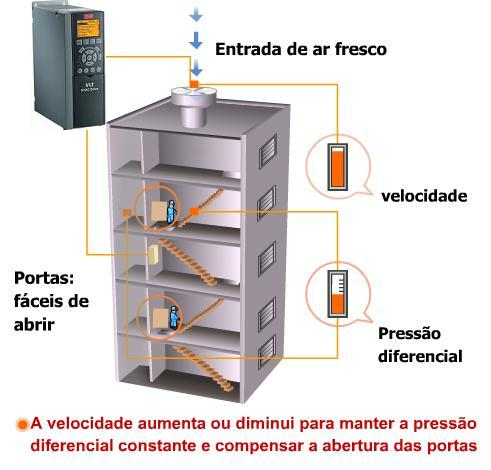 Entrada de ar fresco
VLT
velocidade
Portas:
fáceis de
abrir
Pressão
diferencial
A velocidade aumenta ou diminui para manter a pressão
diferencial constante e compensar a abertura das portas